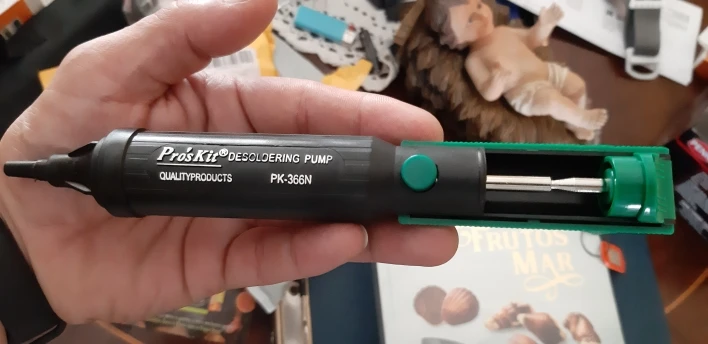 Pro'sKit® DESOLDERING PUMP
QUALITYPRODUCTS PK-366N
FRUTOS
MAR